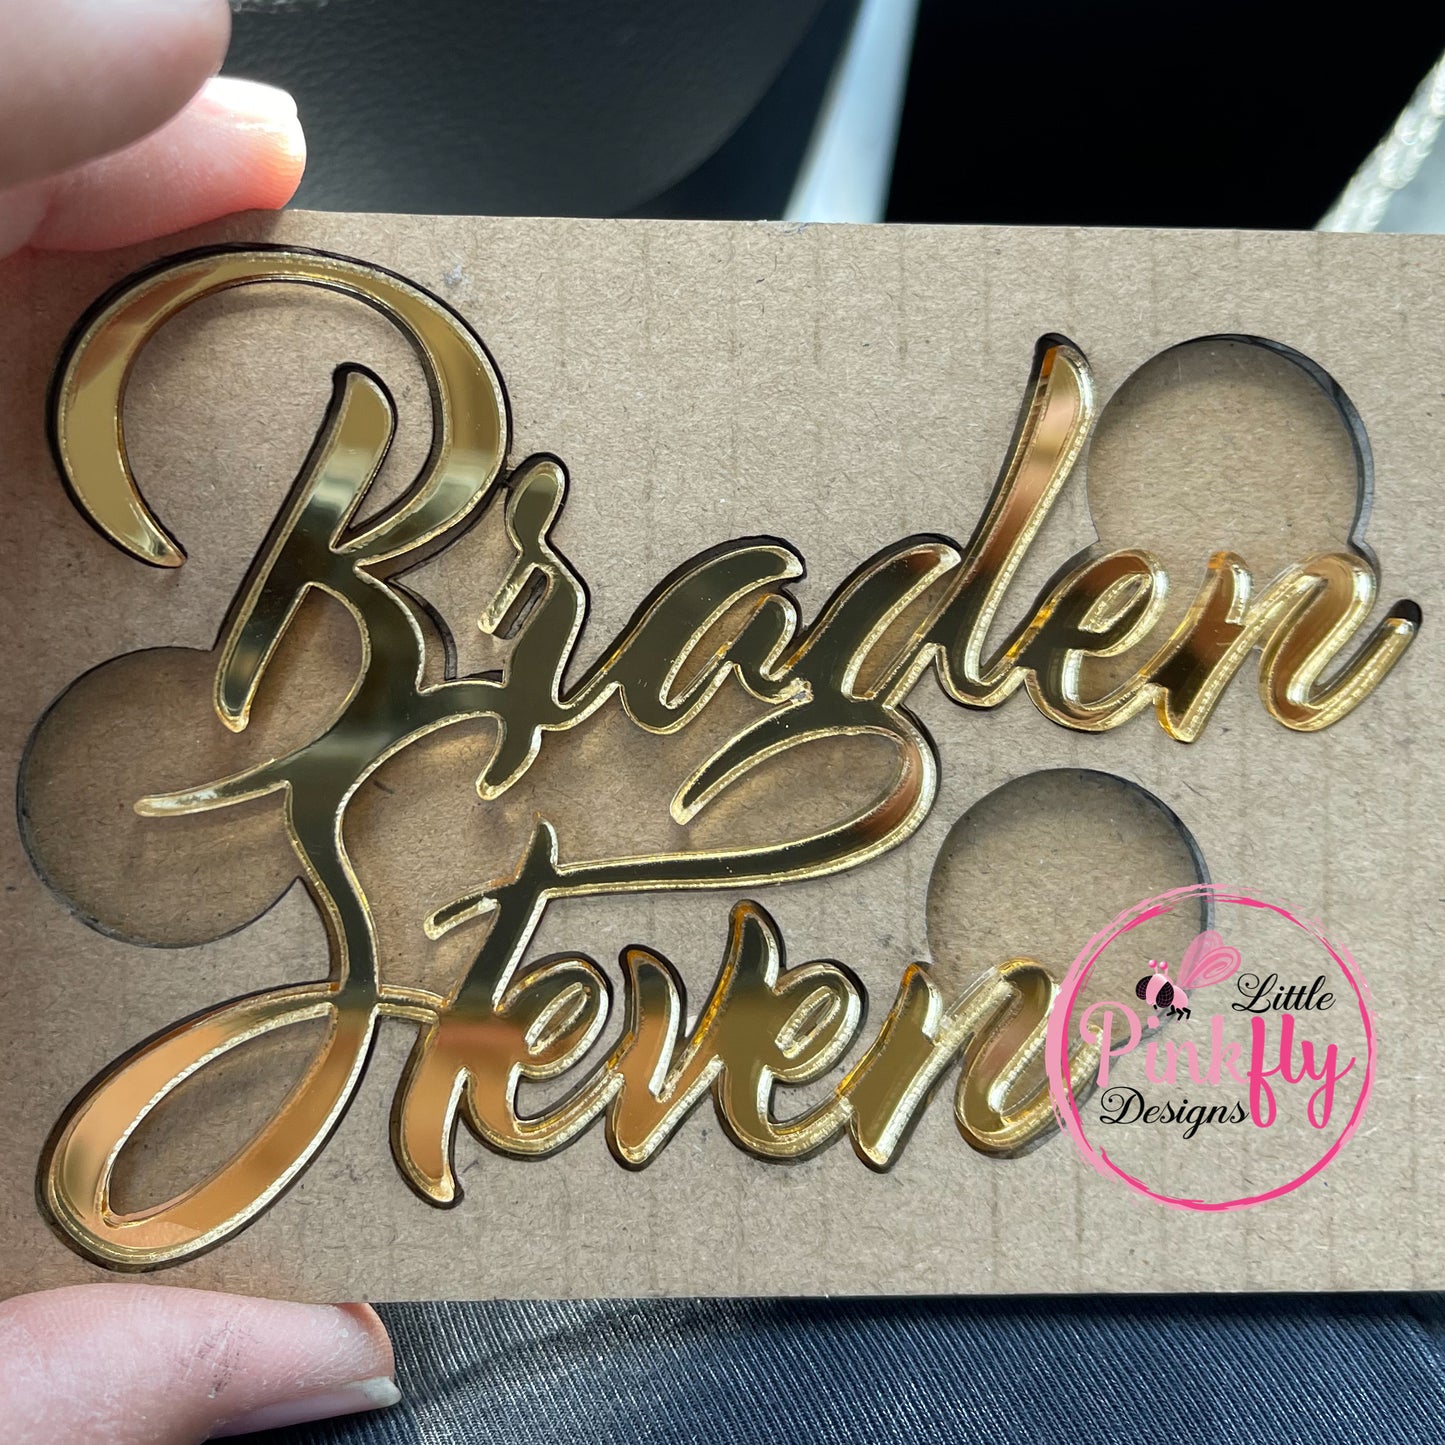 Braden
Steven
Little
Pinkfly
Designs